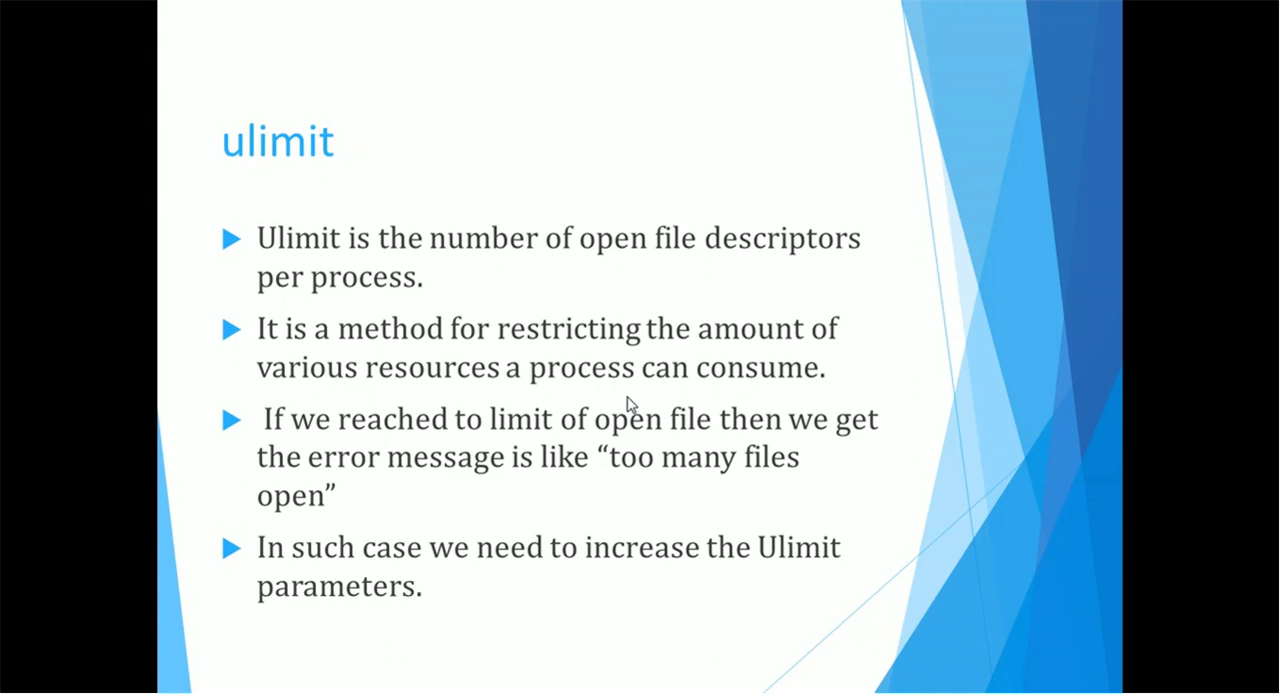 ulimit
Ulimit is the number of open file descriptors
per process.
It is a method for restricting the amount of
various resources a process can consume.
If we reached to limit of open file then we get
the error message is like “too many files
open”
In such case we need to increase the Ulimit
parameters.